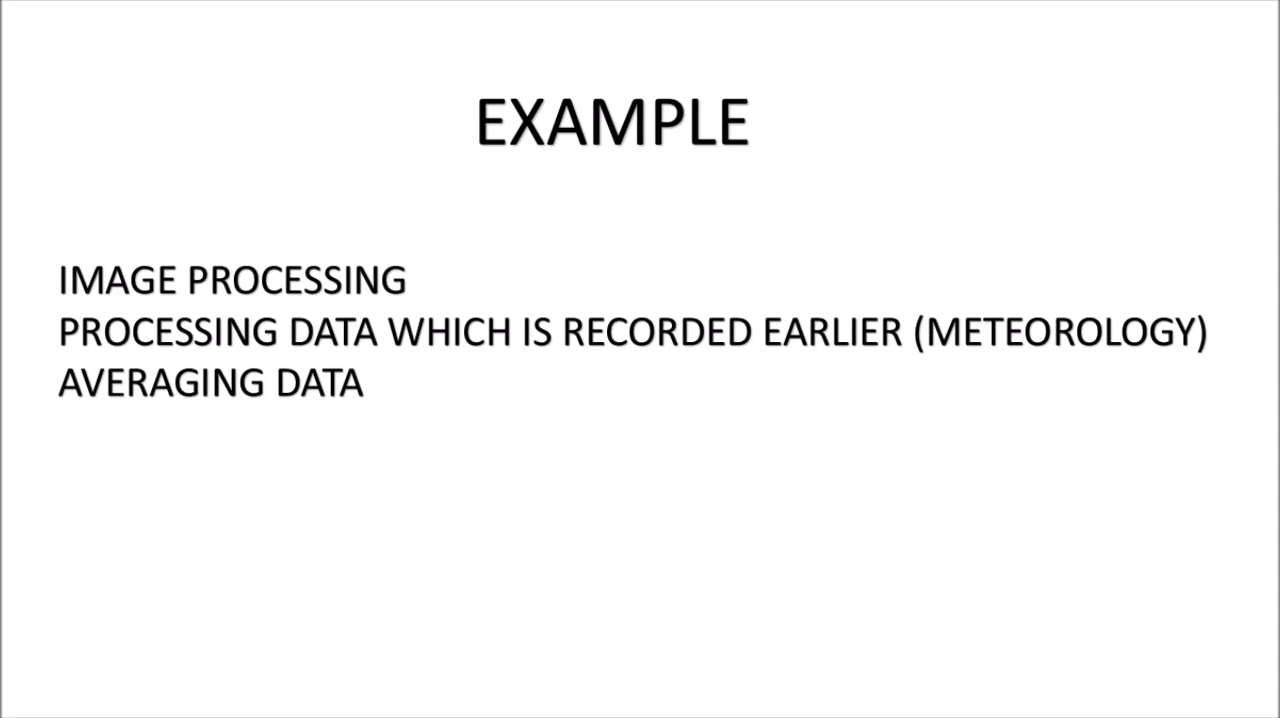 EXAMPLE
IMAGE PROCESSING
PROCESSING DATA WHICH IS RECORDED EARLIER (METEOROLOGY)
AVERAGING DATA